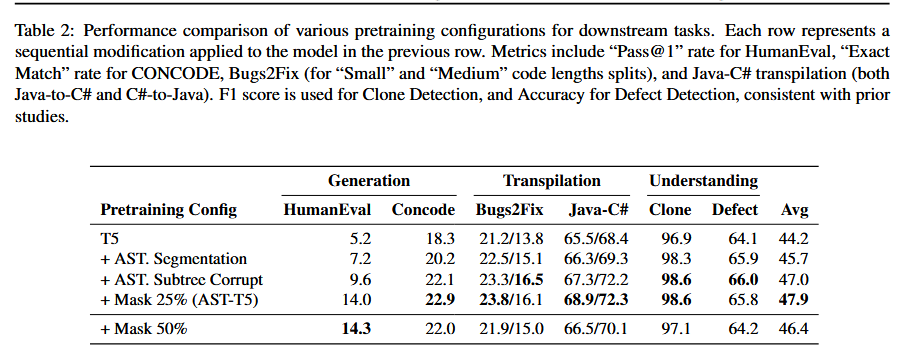 Table 2: Performance comparison of various pretraining configurations for downstream tasks. Each row represents a
sequential modification applied to the model in the previous row. Metrics include “Pass@1” rate for HumanEval, “Exact
Match” rate for CONCODE, Bugs2Fix (for “Small” and “Medium” code lengths splits), and Java-C# transpilation (both
Java-to-C# and C#-to-Java). F1 score is used for Clone Detection, and Accuracy for Defect Detection, consistent with prior
studies.
Generation Transpilation Understanding
Pretraining Config HumanEval Concode Bugs2Fix Java-C# Clone Defect Avg
T5 5.2 18.3 21.2/13.8 65.5/68.4 96.9 64.1 44.2
+ AST. Segmentation 7.2 20.2 22.5/15.1 66.3/69.3 98.3 65.9 45.7
+ AST. Subtree Corrupt 9.6 22.1 23.3/16.5 67.3/72.2 98.6 66.0 47.0
+ Mask 25% (AST-T5) 14.0 22.9 23.8/16.1 68.9/72.3 98.6 65.8 47.9
+ Mask 50% 14.3 22.0 21.9/15.0 66.5/70.1 97.1 64.2 46.4